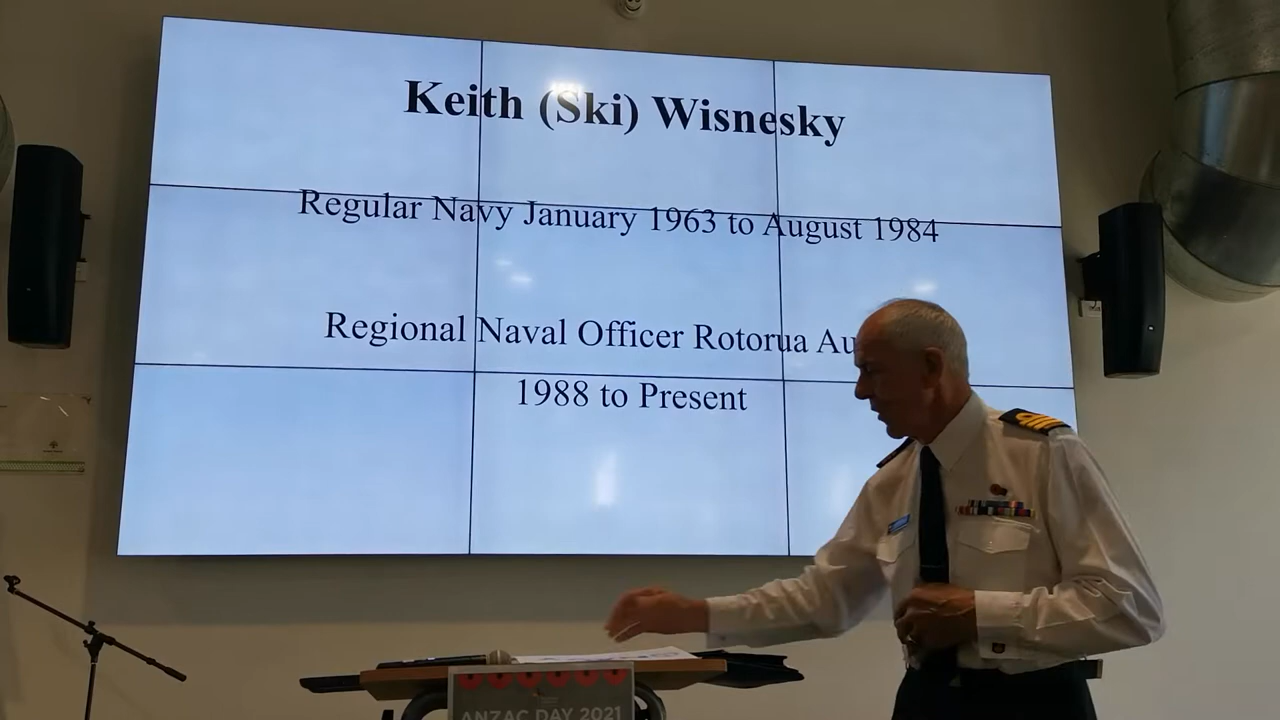 Keith (Ski) Wisnesky
Regular Navy January 1963 to August 1984
Regional Naval Officer Rotorua Au
1988 to Present
ANZAC DAY 2021